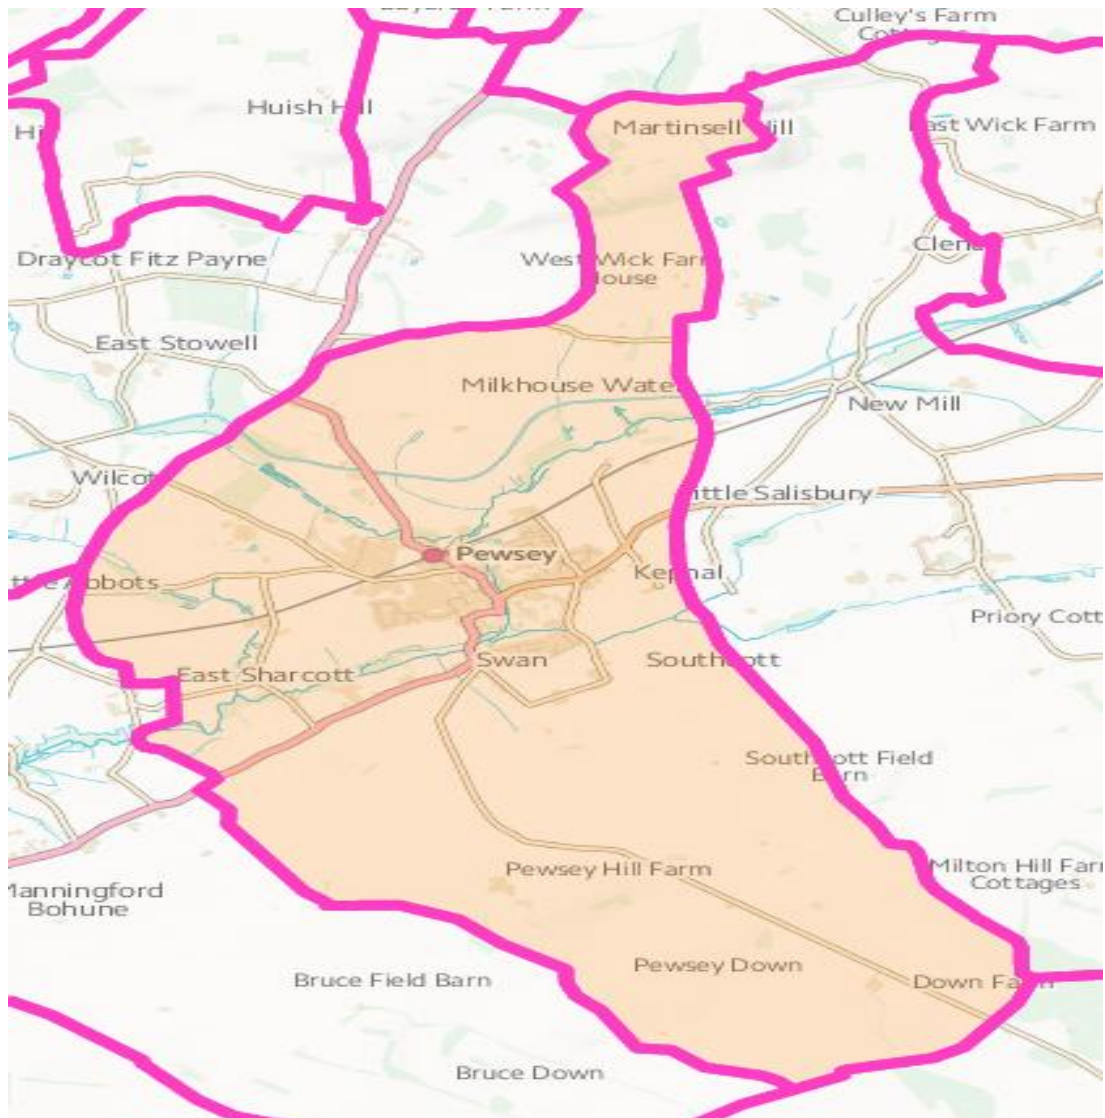 Culley's Farm
Huish Hill
Martinsell Hill
East Wick Farm
Draycot Fitz Payne
West Wick Farm
House
East Stowell
Milkhouse Water
New Mill
Wilcot
Little Salisbury
Pewsey
Kepnal
Priory Cott
East Sharcott
Swan
Southcott
Southcott Field
Barn
Pewsey Hill Farm
Milton Hill Farm
Cottages
Manningford
Bohune
Bruce Field Barn
Pewsey Down
Down Farm
Bruce Down